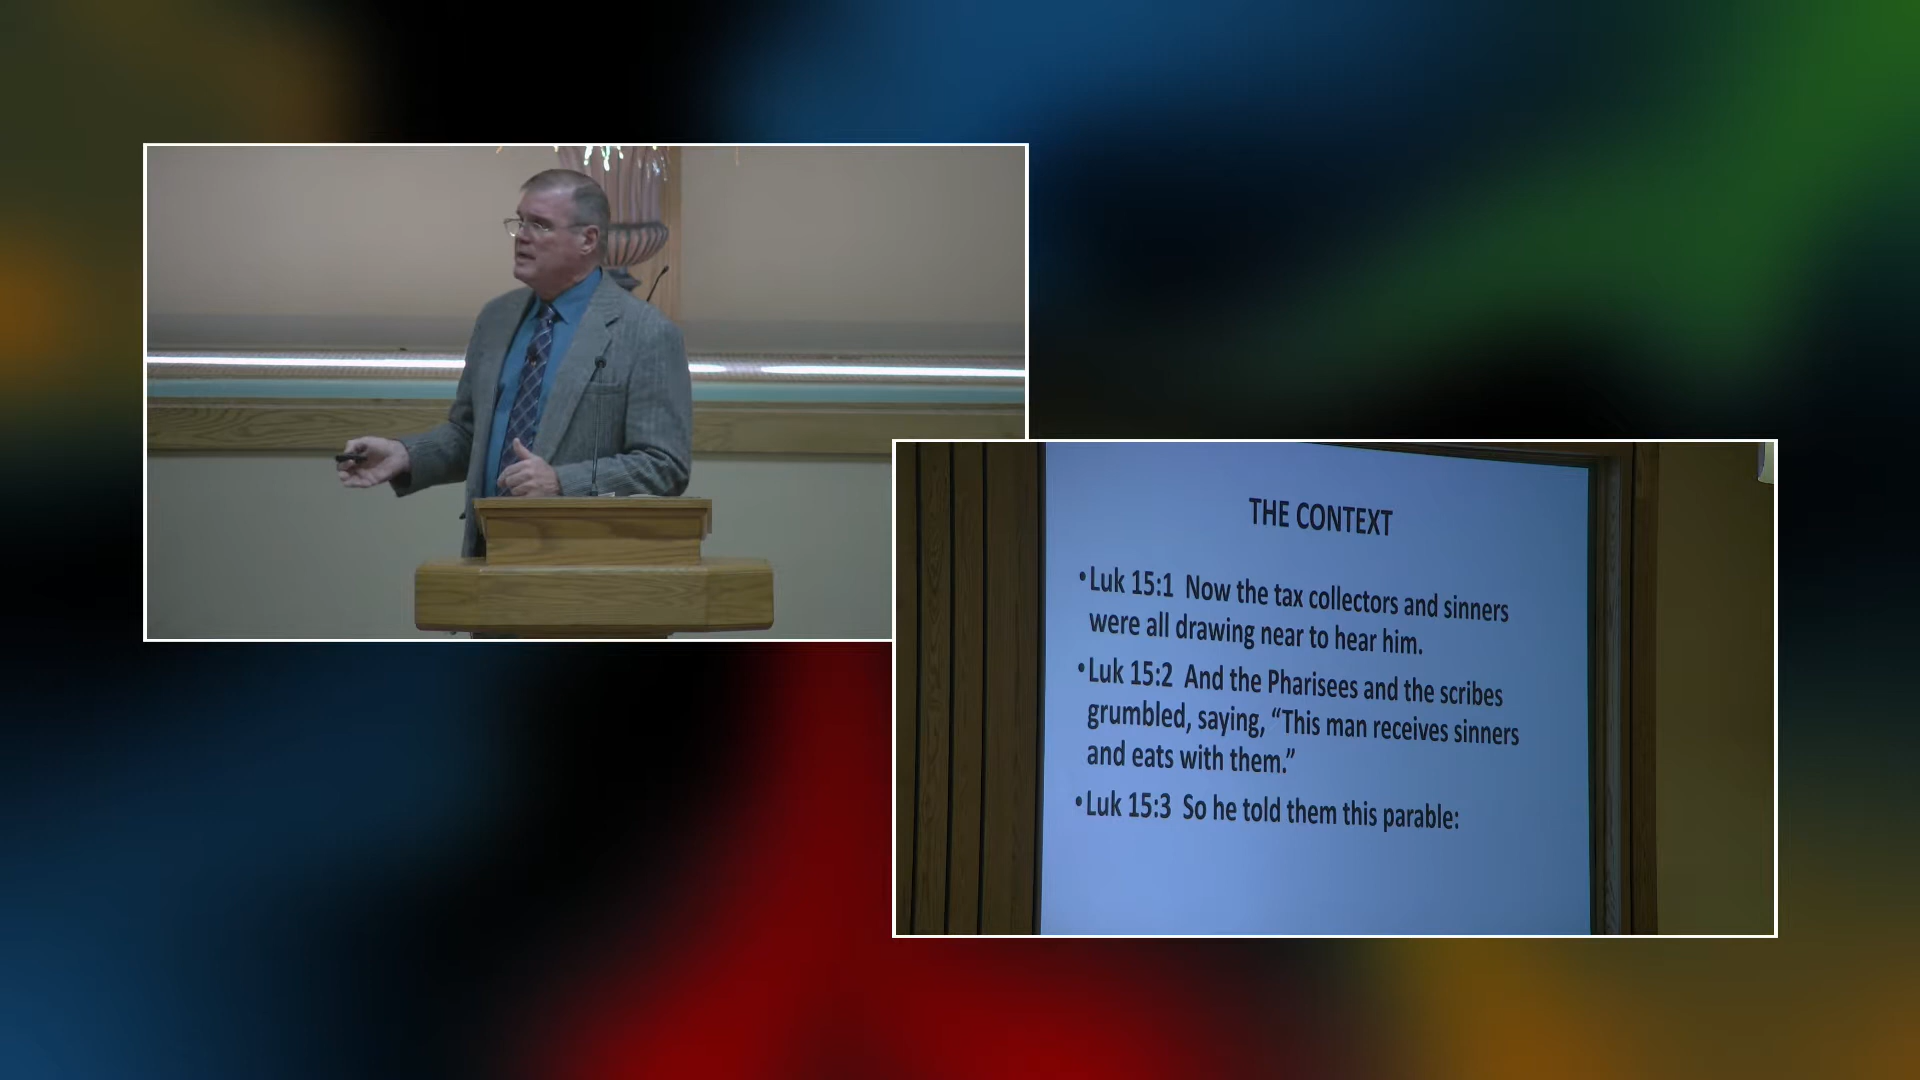 THE CONTEXT
•Luk 15:1  Now the tax collectors and sinners
were all drawing near to hear him.
•Luk 15:2  And the Pharisees and the scribes
grumbled, saying, “This man receives sinners
and eats with them.”
•Luk 15:3  So he told them this parable: